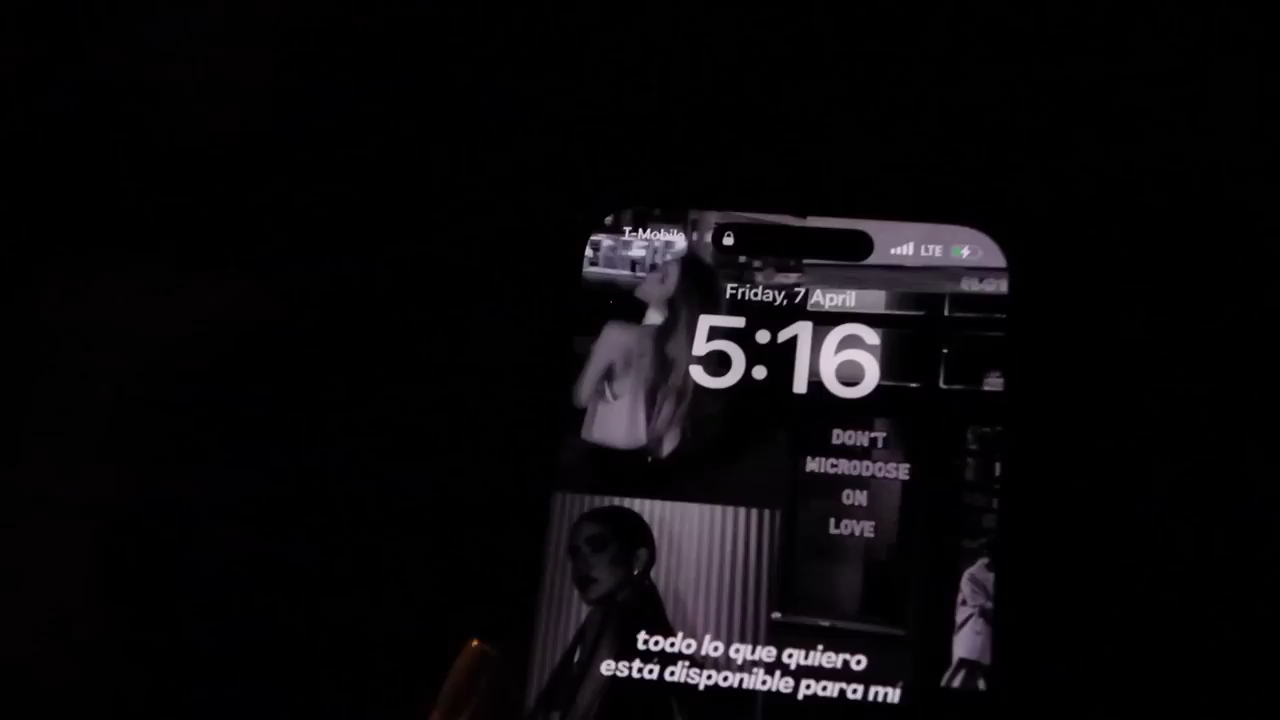 T-Mobile
LTE
Friday, 7 April
5:16
DON'T
MICRODOSE
ON
LOVE
todo lo que quiero
está disponible para mí